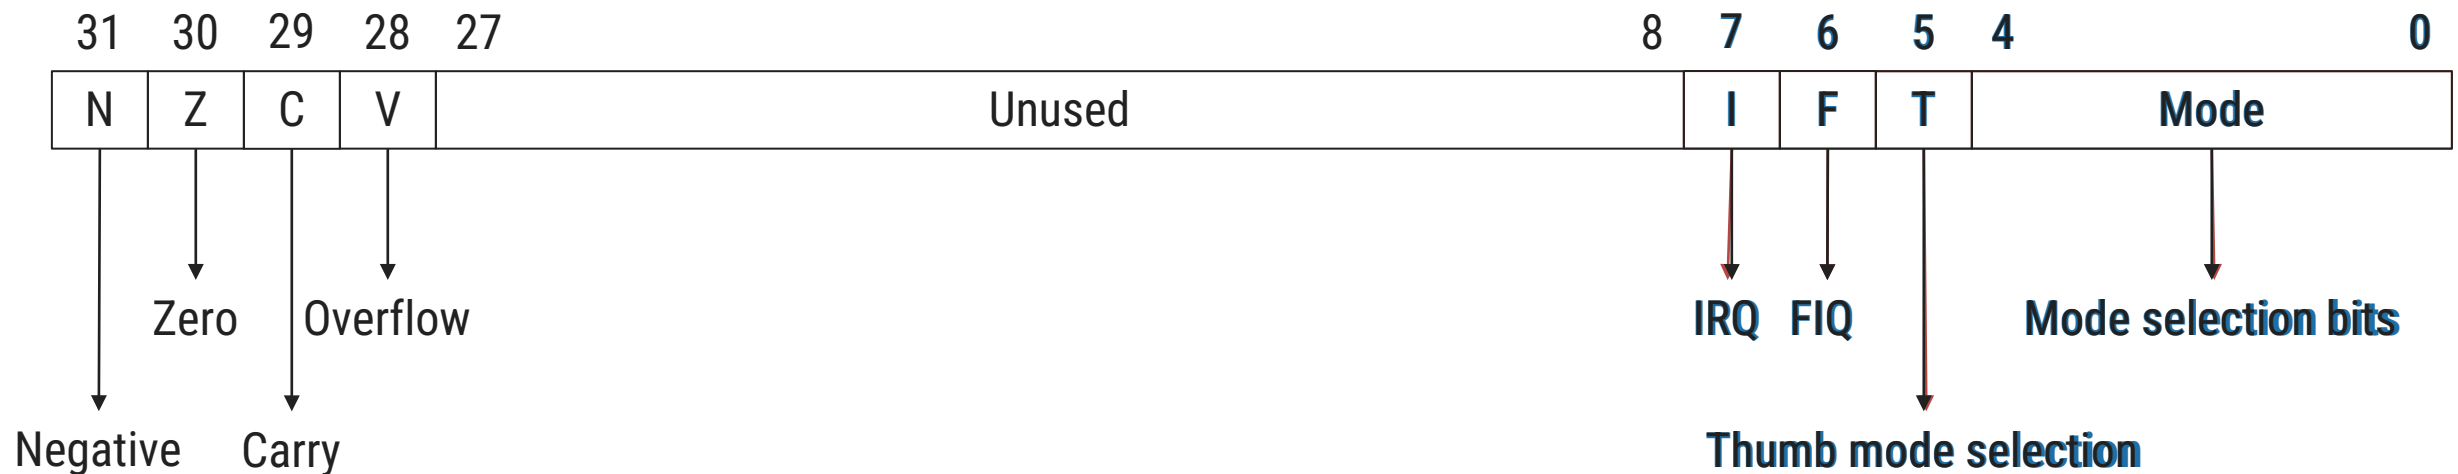 31 30 29 28 27 8 7 6 5 4 0
N Z C V Unused I F T Mode
Zero Overflow IRQ FIQ Mode selection bits
Negative Carry Thumb mode selection